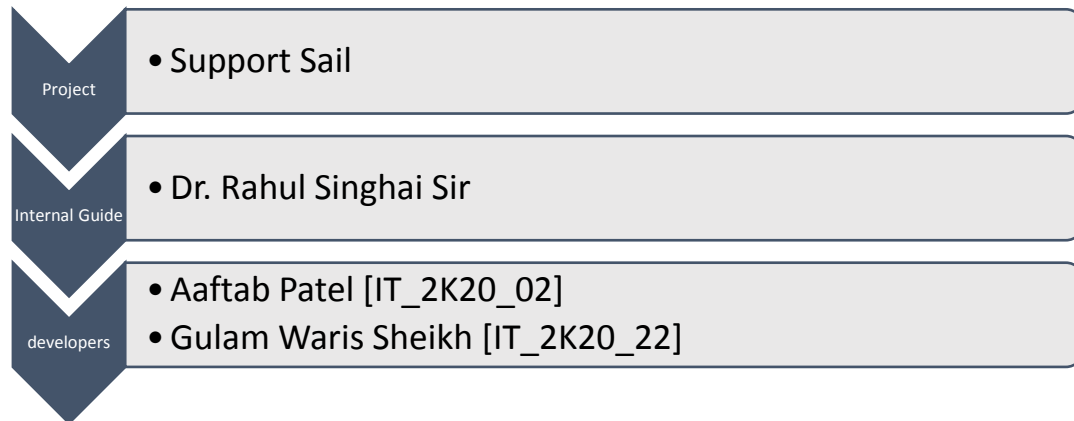 Project
• Support Sail
Internal Guide
• Dr. Rahul Singhai Sir
developers
• Aaftab Patel [IT_2K20_02]
• Gulam Waris Sheikh [IT_2K20_22]